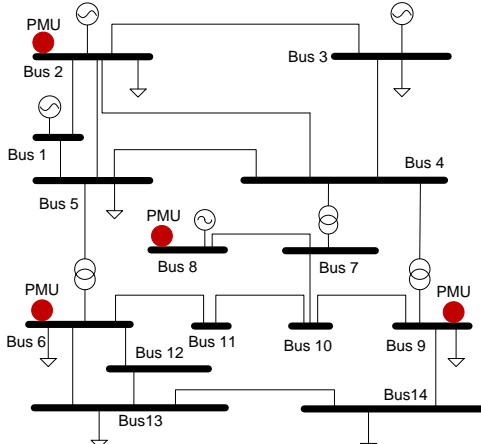 PMU
Bus 2
Bus 3
Bus 1
Bus 4
Bus 5
PMU
Bus 8
Bus 7
PMU
PMU
Bus 6
Bus 11
Bus 10
Bus 9
Bus 12
Bus14
Bus13